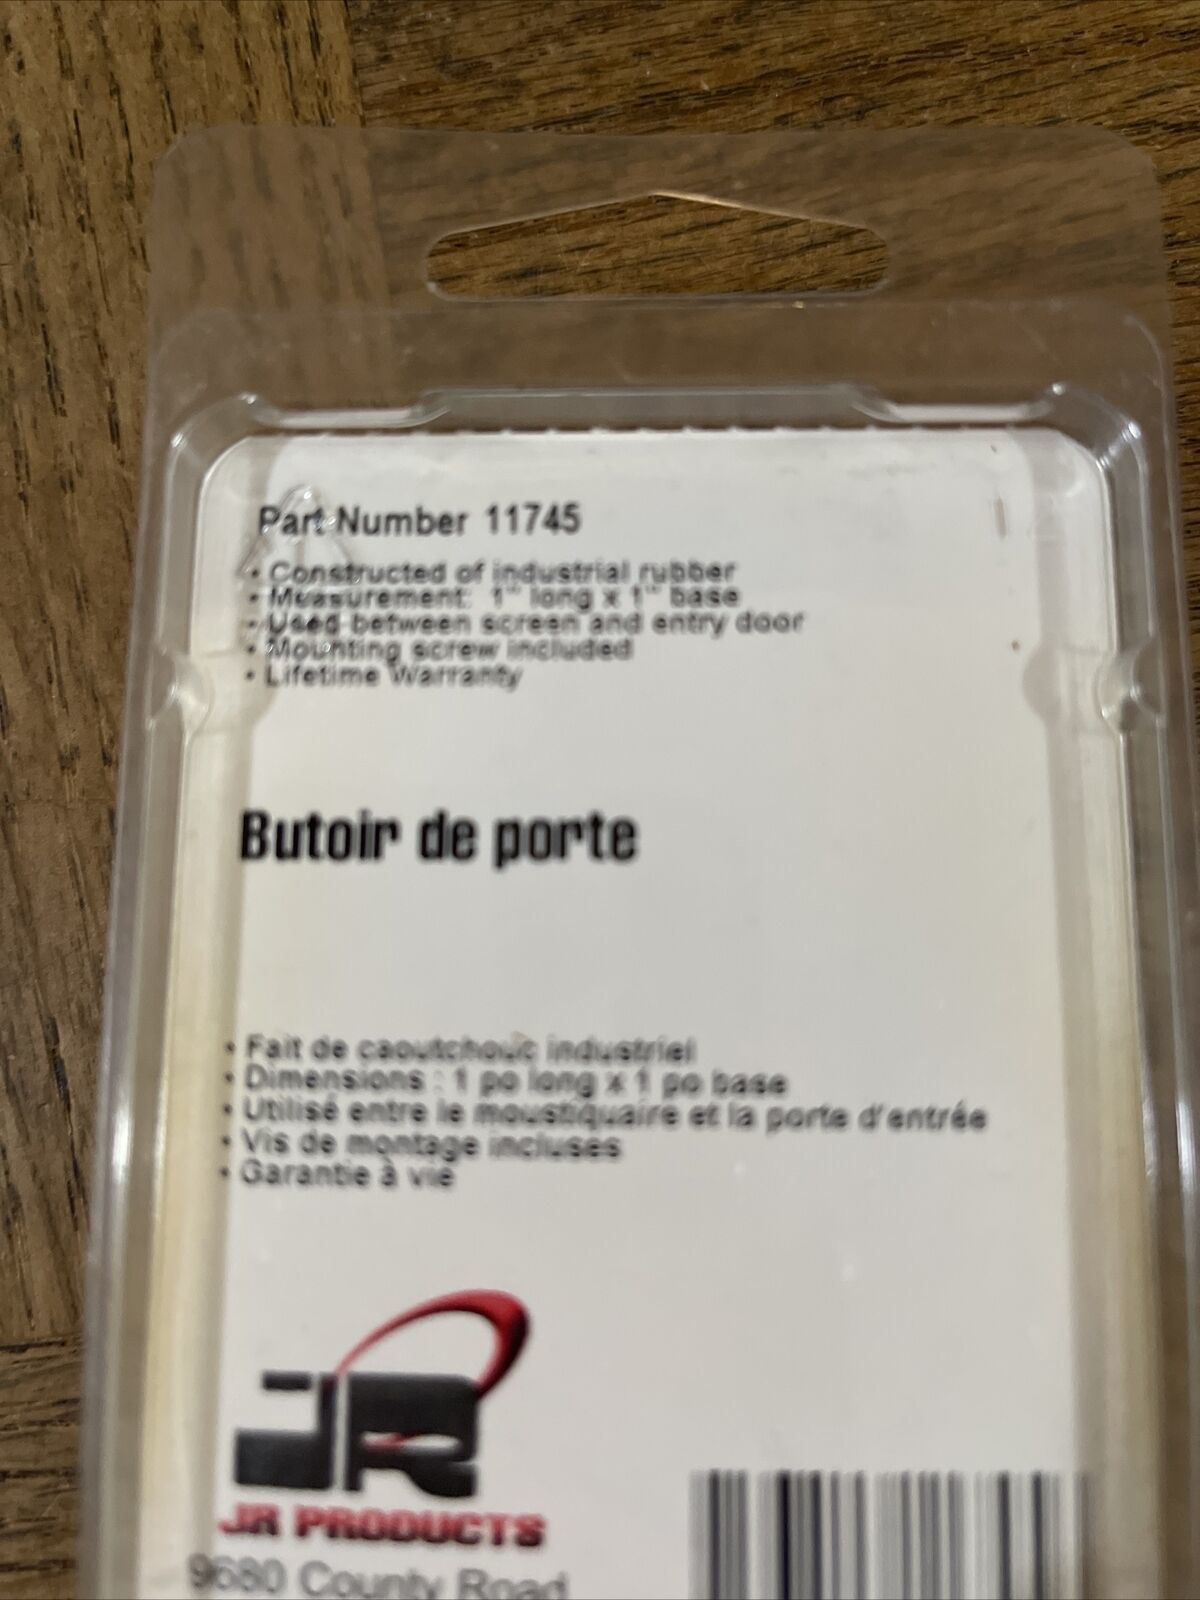 Part Number 11745
• Constructed of industrial rubber
• Measurement: 1" long x 1" base
• Used between screen and entry door
• Mounting screw included
• Lifetime Warranty
Butoir de porte
• Fait de caoutchouc industriel
• Dimensions : 1 po long x 1 po base
• Utilisé entre le moustiquaire et la porte d'entrée
• Vis de montage incluses
• Garantie à vie
JR
JR PRODUCTS
9680 County Road